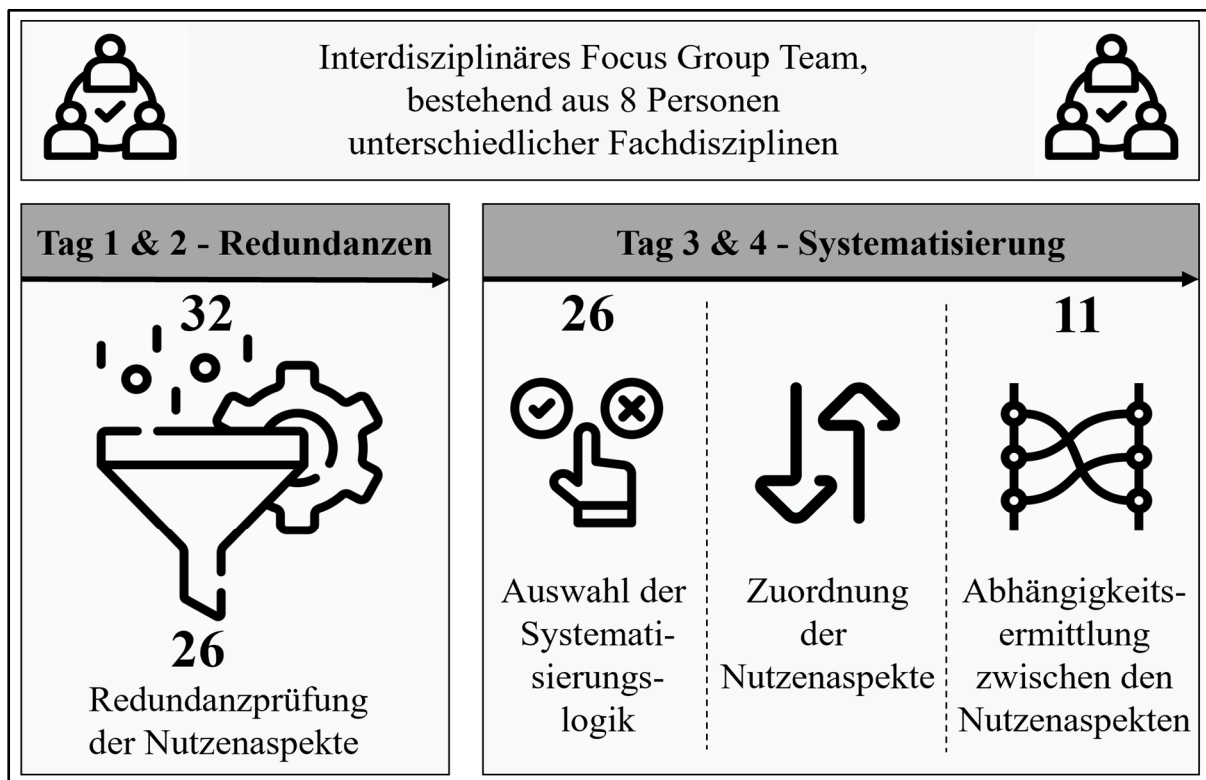 Interdisziplinäres Focus Group Team,
bestehend aus 8 Personen
unterschiedlicher Fachdisziplinen
Tag 1 & 2 - Redundanzen
32
26
Redundanzprüfung
der Nutzenaspekte
Tag 3 & 4 - Systematisierung
26
Auswahl der
Systemati-
sierungs-
logik
Zuordnung
der
Nutzenaspekte
11
Abhängigkeits-
ermittlung
zwischen den
Nutzenaspekten